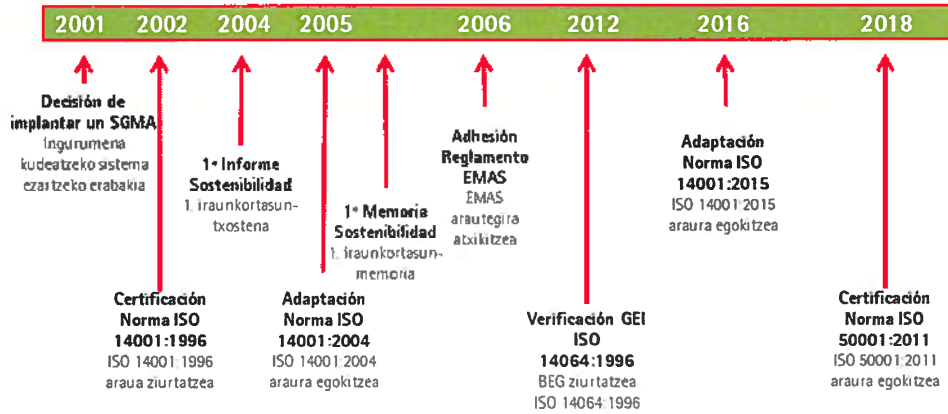 2001 2002 2004 2005 2006 2012 2016 2018
Decisión de
implantar un SGMA
Ingurumena
kudeatzeko sistema
ezartzeko erabakia
Certificación
Norma ISO
14001:1996
ISO 14001:1996
araua ziurtatzea
1ª Informe
Sostenibilidad
1. iraunkortasun-
txostena
Adaptación
Norma ISO
14001:2004
ISO 14001:2004
araura egokitzea
1ª Memoria
Sostenibilidad
1. iraunkortasun-
memoria
Adhesión
Reglamento
EMAS
EMAS
arautegira
atxikitzea
Verificación GEI
ISO
14064:1996
BEG ziurtatzea
ISO 14064:1996
Adaptación
Norma ISO
14001:2015
ISO 14001:2015
araura egokitzea
Certificación
Norma ISO
50001:2011
ISO 50001:2011
araura egokitzea